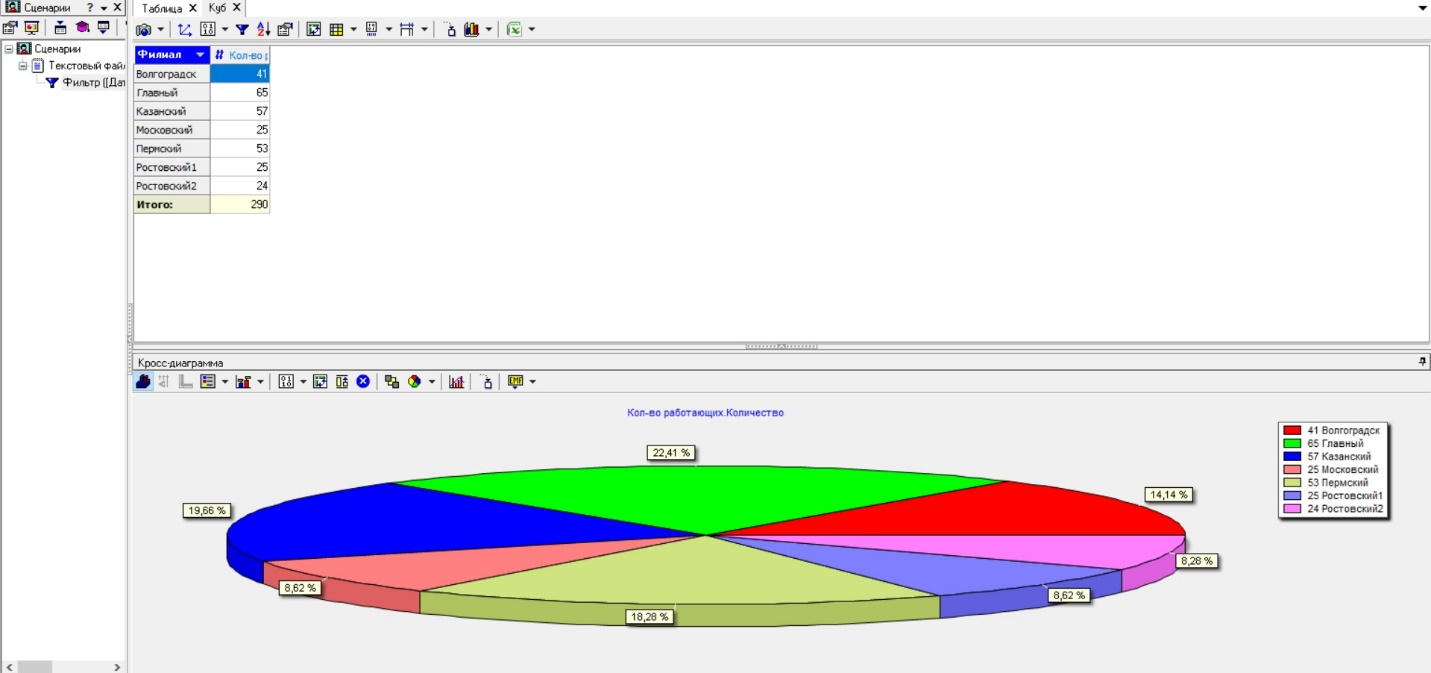 Сценарии ?
Таблица X Куб X
Сценарии
Текстовый фай
Фильтр ([Дат
Филиал # Кол-во р
Волгоградск 41
Главный 65
Казанский 57
Московский 25
Пермский 53
Ростовский1 25
Ростовский2 24
Итого: 290
Кросс-диаграмма
Кол-во работающих.Количество
22,41 %
14,14 %
19,66 %
8,28 %
8,62 %
8,62 %
18,28 %
41 Волгоградск
65 Главный
57 Казанский
25 Московский
53 Пермский
25 Ростовский1
24 Ростовский2